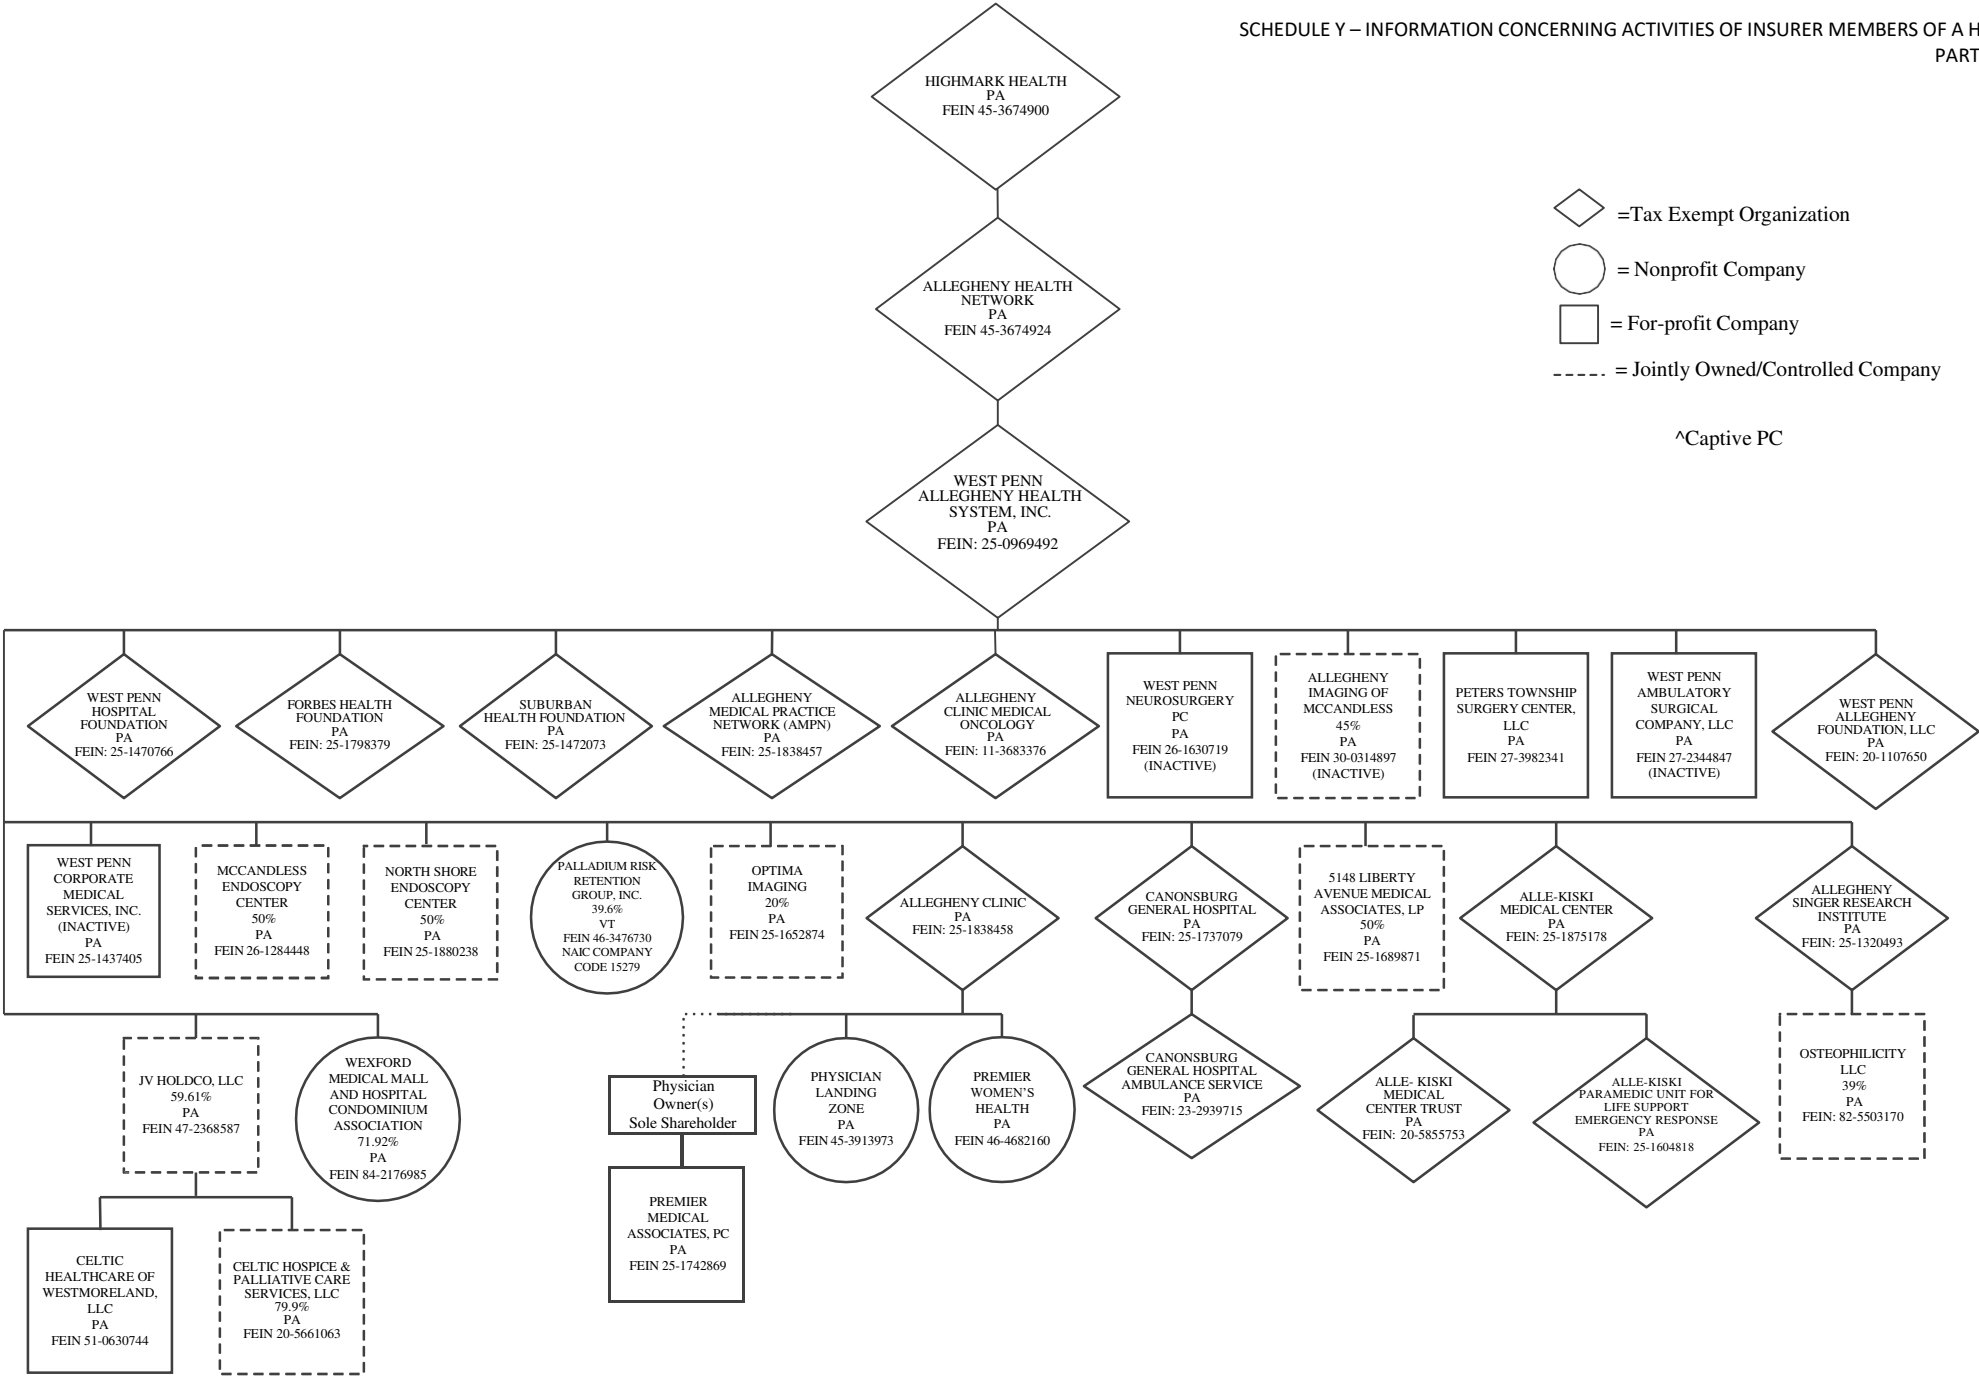 SCHEDULE Y – INFORMATION CONCERNING ACTIVITIES OF INSURER MEMBERS OF A H
PART
HIGHMARK HEALTH
PA
FEIN 45-3674900
=Tax Exempt Organization
= Nonprofit Company
= For-profit Company
= Jointly Owned/Controlled Company
^Captive PC
ALLEGHENY HEALTH
NETWORK
PA
FEIN 45-3674924
WEST PENN
ALLEGHENY HEALTH
SYSTEM, INC.
PA
FEIN: 25-0969492
WEST PENN
HOSPITAL
FOUNDATION
PA
FEIN: 25-1470766
FORBES HEALTH
FOUNDATION
PA
FEIN: 25-1798379
SUBURBAN
HEALTH FOUNDATION
PA
FEIN: 25-1472073
ALLEGHENY
MEDICAL PRACTICE
NETWORK (AMPN)
PA
FEIN: 25-1838457
ALLEGHENY
CLINIC MEDICAL
ONCOLOGY
PA
FEIN: 11-3683376
WEST PENN
NEUROSURGERY
PC
PA
FEIN 26-1630719
(INACTIVE)
ALLEGHENY
IMAGING OF
MCCANDLESS
45%
PA
FEIN 30-0314897
(INACTIVE)
PETERS TOWNSHIP
SURGERY CENTER,
LLC
PA
FEIN 27-3982341
WEST PENN
AMBULATORY
SURGICAL
COMPANY, LLC
PA
FEIN 27-2344847
(INACTIVE)
WEST PENN
ALLEGHENY
FOUNDATION, LLC
PA
FEIN: 20-1107650
WEST PENN
CORPORATE
MEDICAL
SERVICES, INC.
(INACTIVE)
PA
FEIN 25-1437405
MCCANDLESS
ENDOSCOPY
CENTER
50%
PA
FEIN 26-1284448
NORTH SHORE
ENDOSCOPY
CENTER
50%
PA
FEIN 25-1880238
PALLADIUM RISK
RETENTION
GROUP, INC.
39.6%
VT
FEIN 46-3476730
NAIC COMPANY
CODE 15279
OPTIMA
IMAGING
20%
PA
FEIN 25-1652874
ALLEGHENY CLINIC
PA
FEIN: 25-1838458
CANONSBURG
GENERAL HOSPITAL
PA
FEIN: 25-1737079
5148 LIBERTY
AVENUE MEDICAL
ASSOCIATES, LP
50%
PA
FEIN 25-1689871
ALLE-KISKI
MEDICAL CENTER
PA
FEIN: 25-1875178
ALLEGHENY
SINGER RESEARCH
INSTITUTE
PA
FEIN: 25-1320493
JV HOLDCO, LLC
59.61%
PA
FEIN 47-2368587
WEXFORD
MEDICAL MALL
AND HOSPITAL
CONDOMINIUM
ASSOCIATION
71.92%
PA
FEIN 84-2176985
Physician
Owner(s)
Sole Shareholder
PHYSICIAN
LANDING
ZONE
PA
FEIN 45-3913973
PREMIER
WOMEN'S
HEALTH
PA
FEIN 46-4682160
CANONSBURG
GENERAL HOSPITAL
AMBULANCE SERVICE
PA
FEIN: 23-2939715
ALLE- KISKI
MEDICAL
CENTER TRUST
PA
FEIN: 20-5855753
ALLE-KISKI
PARAMEDIC UNIT FOR
LIFE SUPPORT
EMERGENCY RESPONSE
PA
FEIN: 25-1604818
OSTEOPHILICITY
LLC
39%
PA
FEIN: 82-5503170
CELTIC
HEALTHCARE OF
WESTMORELAND,
LLC
PA
FEIN 51-0630744
CELTIC HOSPICE &
PALLIATIVE CARE
SERVICES, LLC
79.9%
PA
FEIN 20-5661063
PREMIER
MEDICAL
ASSOCIATES, PC
PA
FEIN 25-1742869